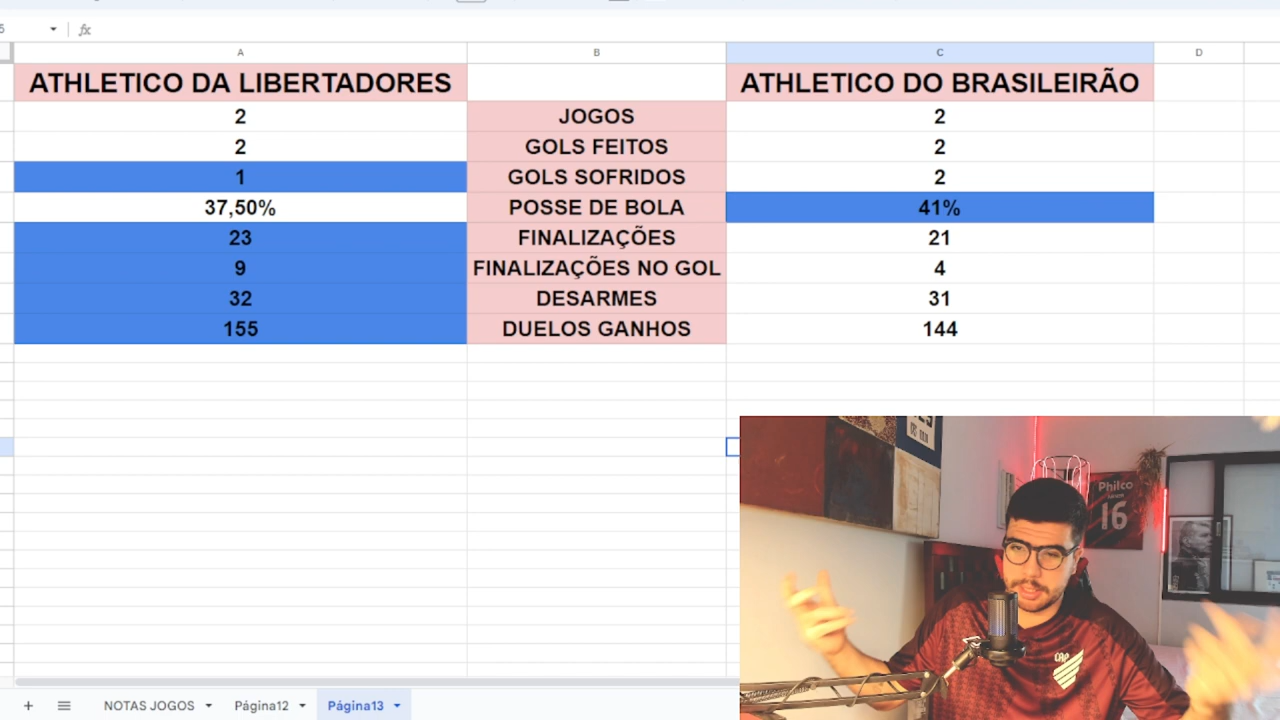 fx
A B C D
ATHLETICO DA LIBERTADORES ATHLETICO DO BRASILEIRÃO
2 JOGOS 2
2 GOLS FEITOS 2
1 GOLS SOFRIDOS 2
37,50% POSSE DE BOLA 41%
23 FINALIZAÇÕES 21
9 FINALIZAÇÕES NO GOL 4
32 DESARMES 31
155 DUELOS GANHOS 144
Philco
16
CAP
NOTAS JOGOS Página12 Página13